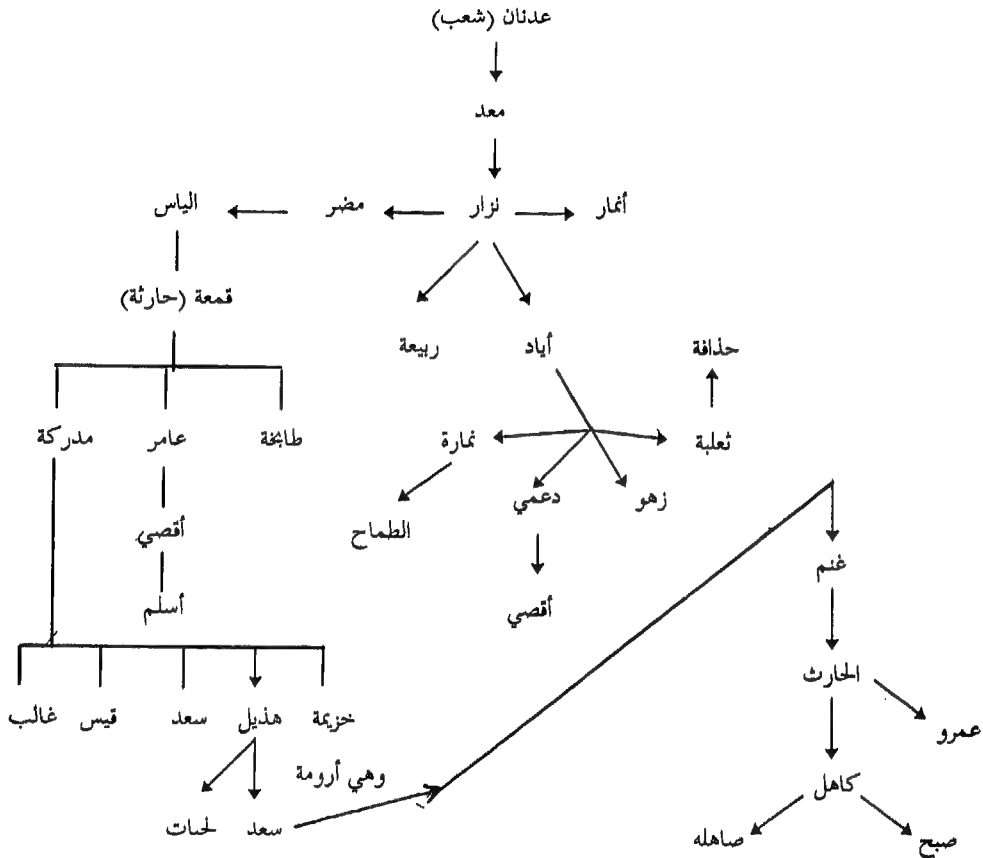 عدنان (شعب)
معد
أنمار
نزار
مضر
الياس
قمعة (حارثة)
حذافة
أياد
ربيعة
طابخة
عامر
مدركة
ثعلبة
نمارة
زهو
دعمي
الطماح
أقصي
غنم
أقصي
أسلم
الحارث
عمرو
خزيمة
هذيل
سعد
قيس
غالب
وهي أرومة
كاهل
سعد
لحيات
صبح
صاهله